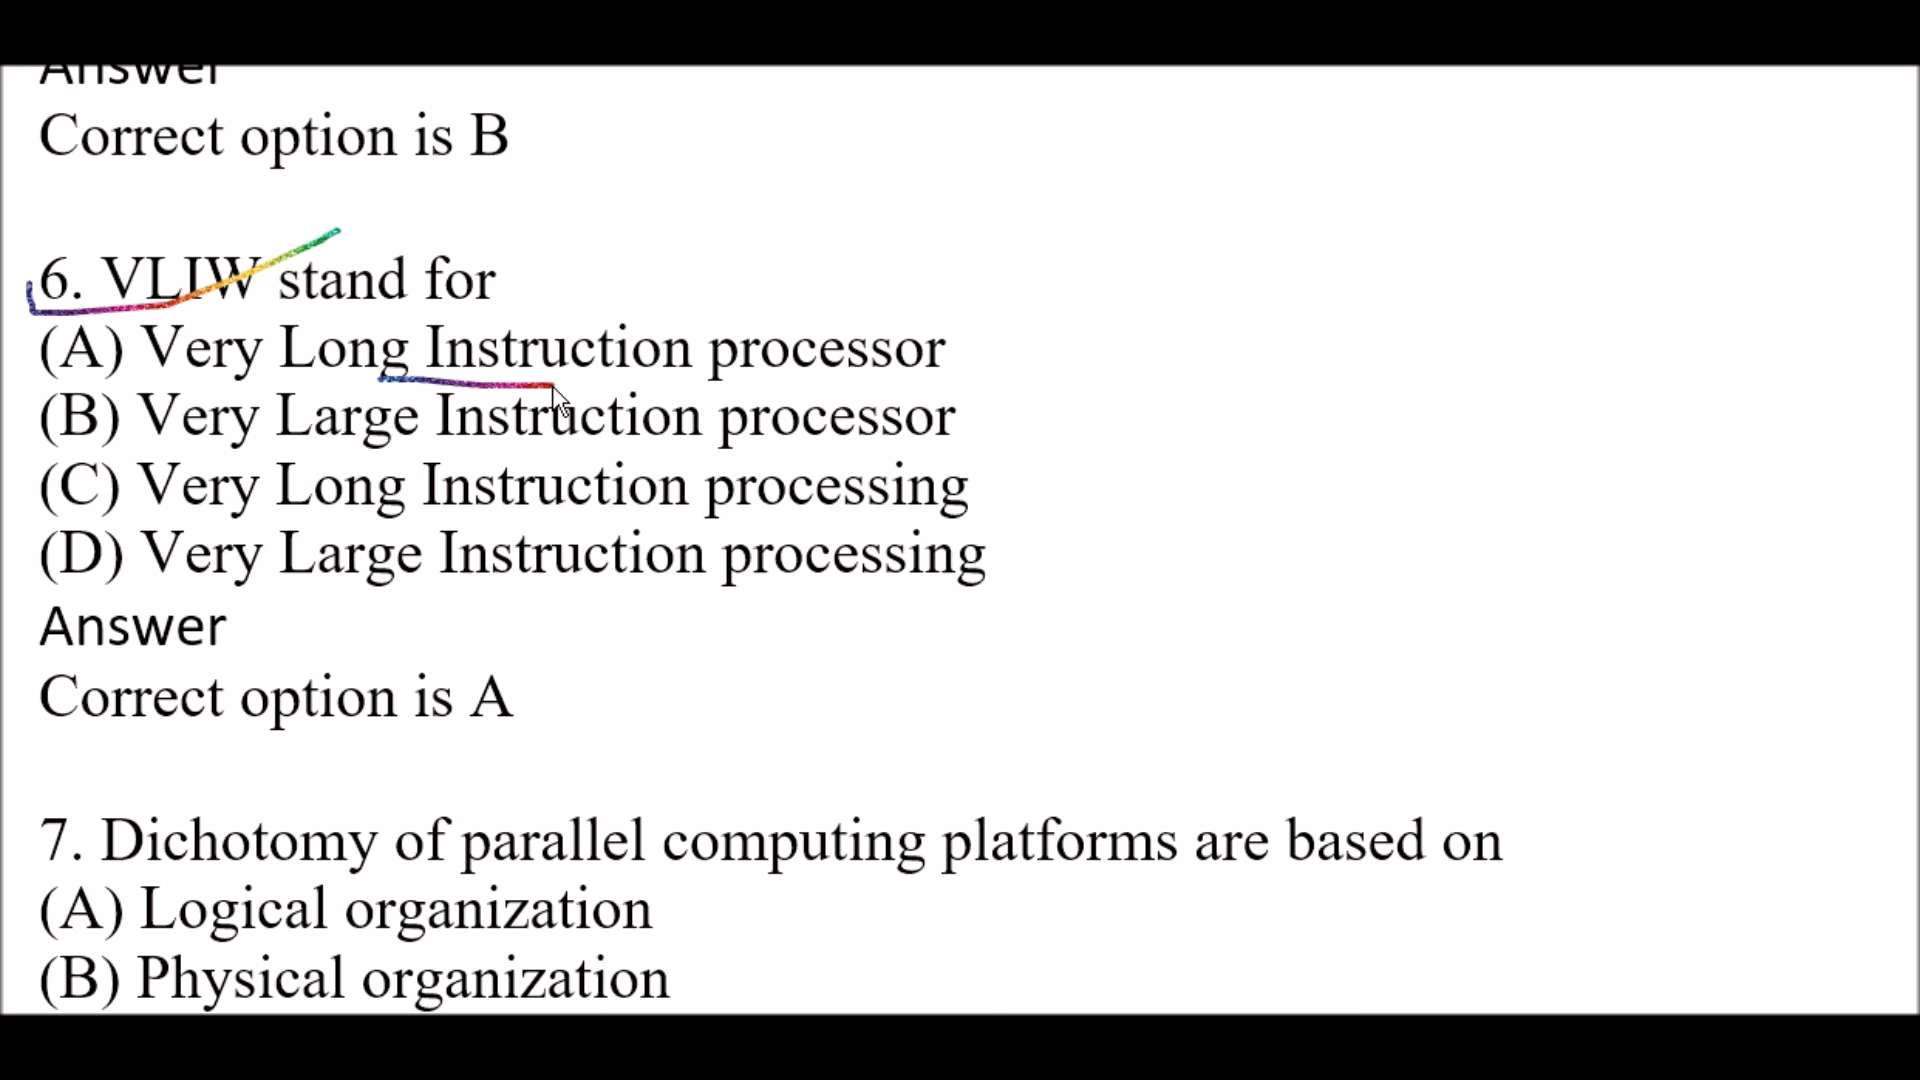 Answer
Correct option is B
6. VLIW stand for
(A) Very Long Instruction processor
(B) Very Large Instruction processor
(C) Very Long Instruction processing
(D) Very Large Instruction processing
Answer
Correct option is A
7. Dichotomy of parallel computing platforms are based on
(A) Logical organization
(B) Physical organization